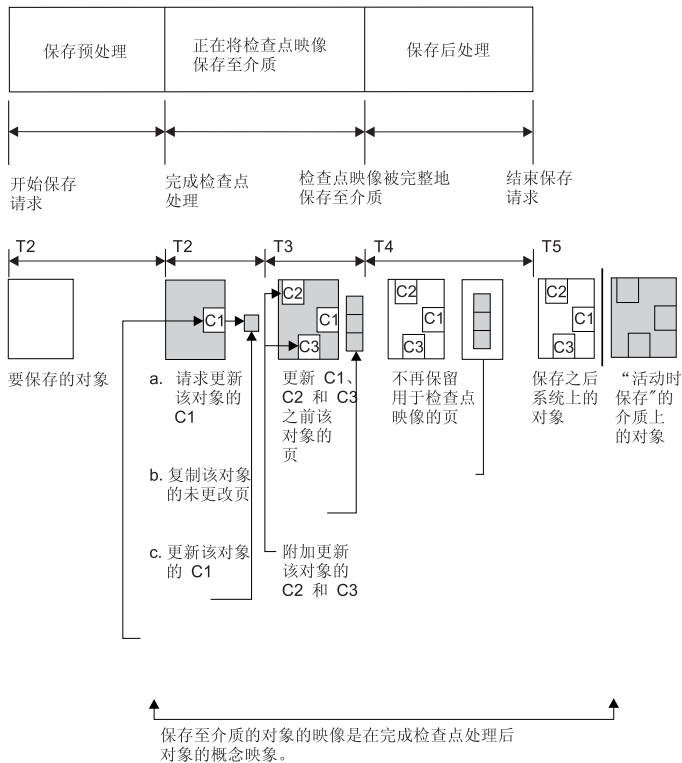 保存预处理
正在将检查点映像
保存至介质
保存后处理
开始保存
请求
完成检查点
处理
检查点映像被完整地
保存至介质
结束保存
请求
T2
T2
T3
T4
T5
C1
C2
C1
C3
C2
C1
C3
C2
C1
C3
要保存的对象
a. 请求更新
该对象的
C1
更新 C1、
C2 和 C3
之前该
对象的
页
不再保留
用于检查点
映像的页
保存之后
系统上的
对象
“活动时
保存"的
介质上
的对象
b. 复制该对象
的未更改页
c. 更新该对象
的 C1
附加更新
该对象的
C2 和 C3
保存至介质的对象的映像是在完成检查点处理后
对象的概念映象。